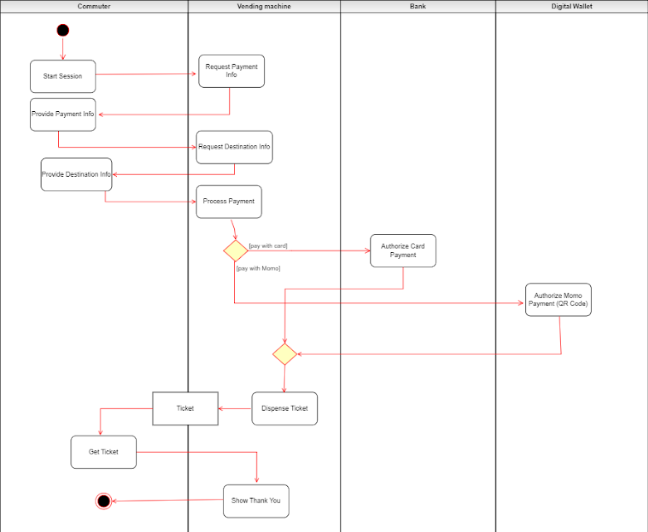 Commuter
Vending machine
Bank
Digital Wallet
Start Session
Request Payment
Info
Provide Payment Info
Request Destination Info
Provide Destination Info
Process Payment
[pay with card]
Authorize Card
Payment
[pay with Momo]
Authorize Momo
Payment (QR Code)
Ticket
Dispense Ticket
Get Ticket
Show Thank You